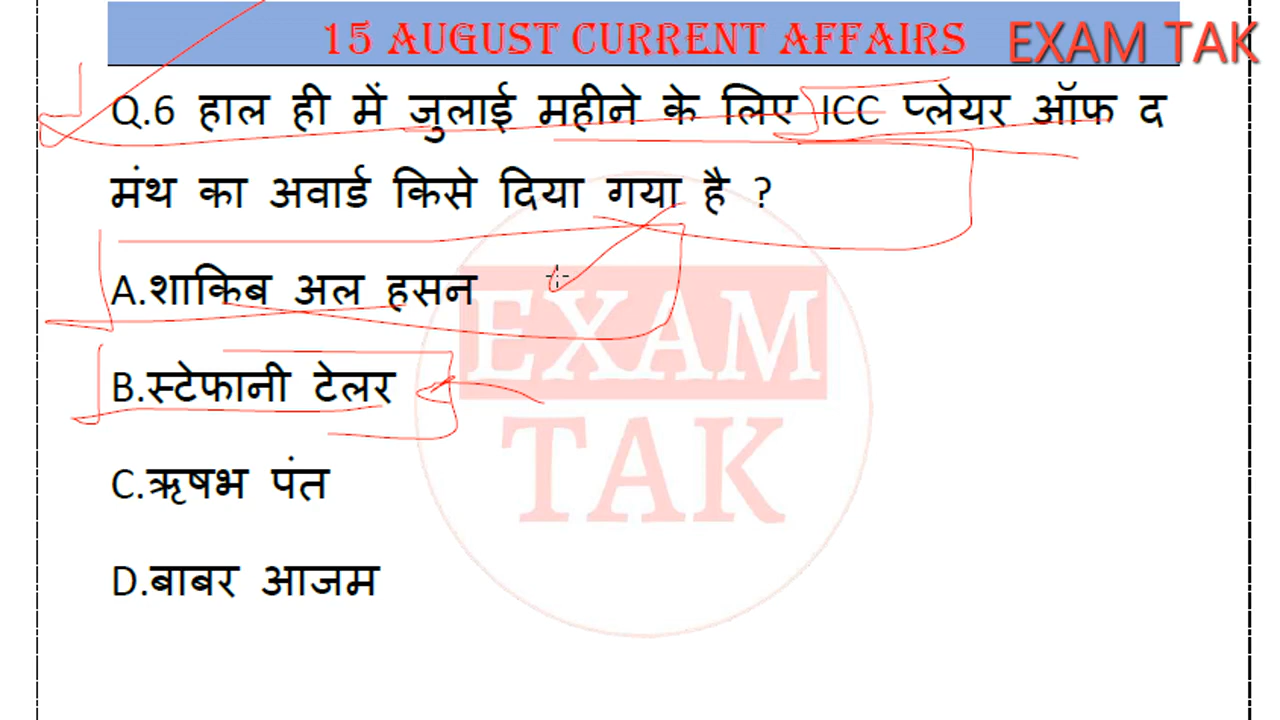 15 AUGUST CURRENT AFFAIRS
EXAM TAK
Q.6 हाल ही में जुलाई महीने के लिए ICC प्लेयर ऑफ द
मंथ का अवार्ड किसे दिया गया है ?
A.शाकिब अल हसन
B.स्टेफानी टेलर
C.ऋषभ पंत
D.बाबर आजम
EXAM
TAK